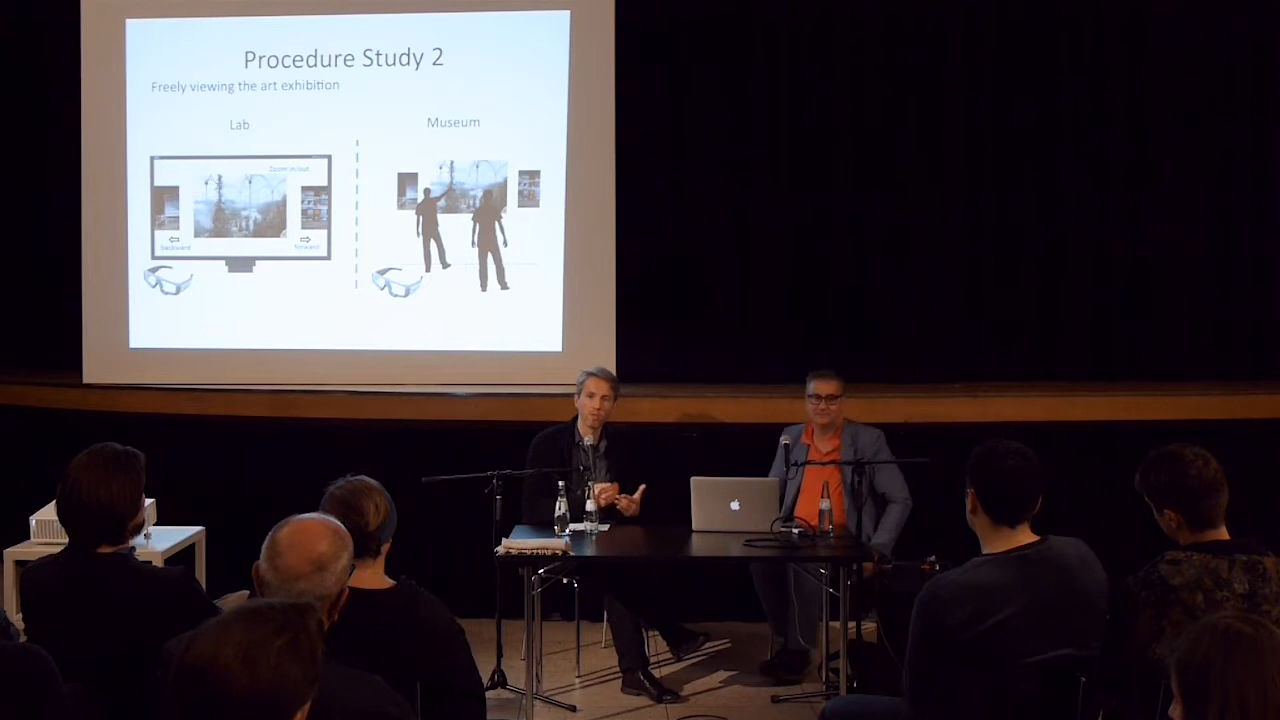 Procedure Study 2
Freely viewing the art exhibition
Lab
Museum
Zoom in/out
backward
forward